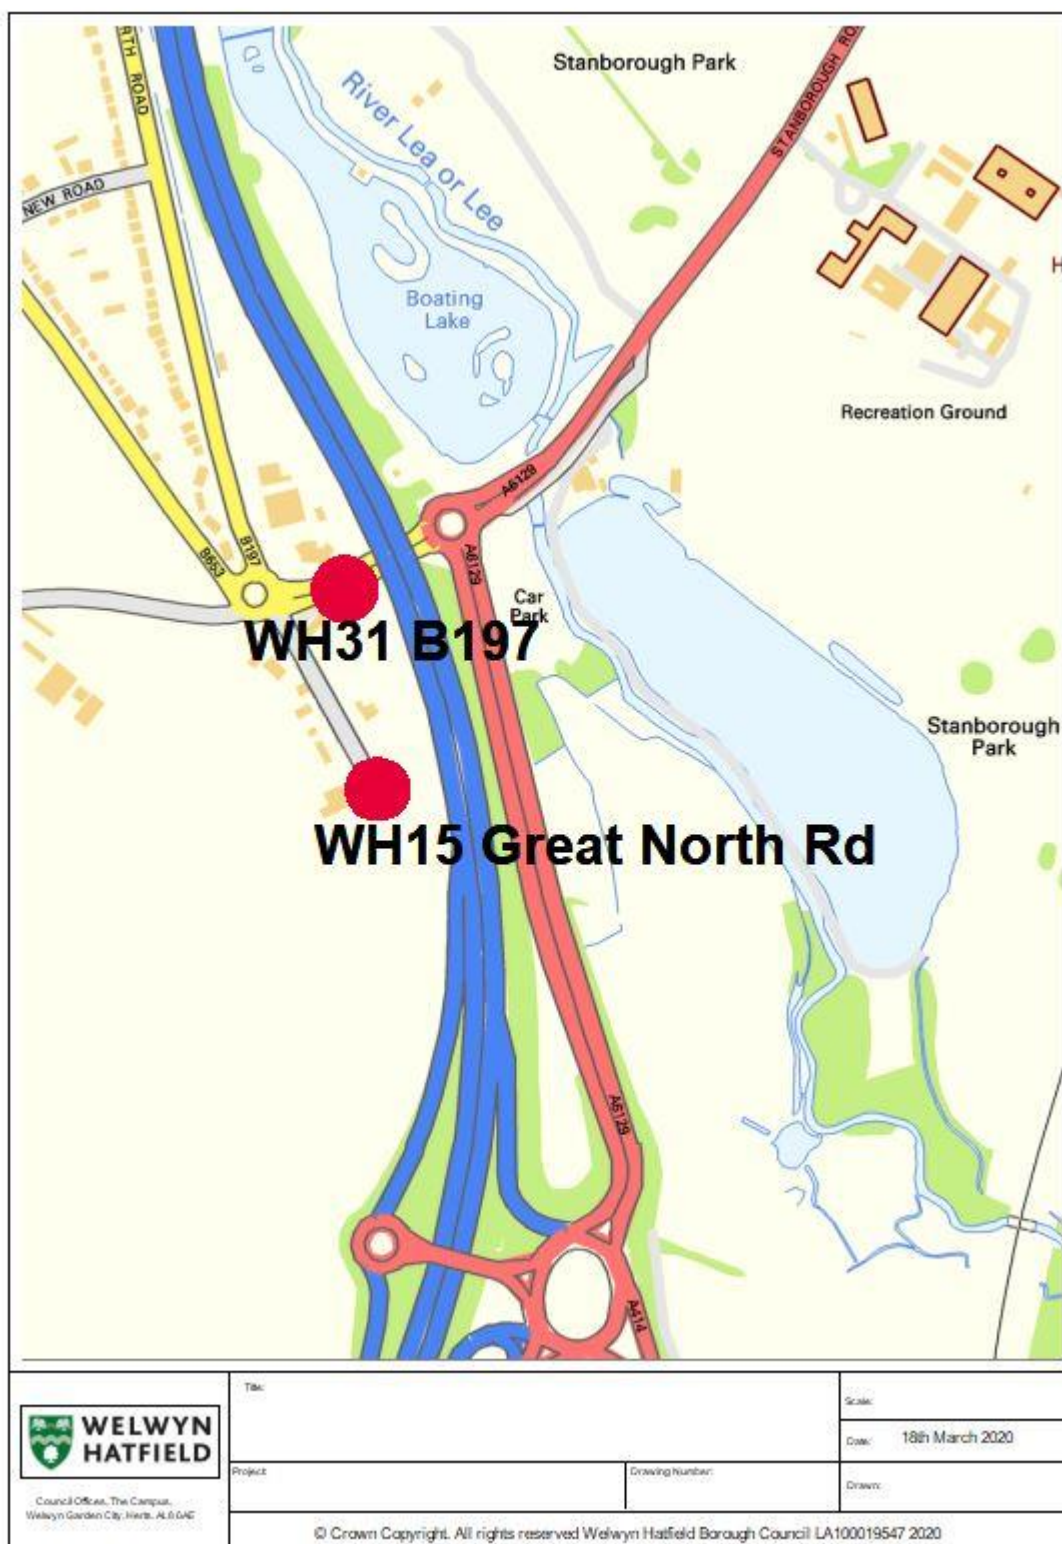 Stanborough Park
RTH ROAD
STANBOROUGH RO
River Lea or Lee
NEW ROAD
Boating
Lake
H
Recreation Ground
A6129
B197
B653
A6129
Car
Park
WH31 B197
Stanborough
Park
WH15 Great North Rd
A6129
A414
WELWYN
HATFIELD
Council Offices, The Campus,
Welwyn Garden City, Herts, AL8 6AE
Title:
Scale:
Date: 18th March 2020
Project
Drawing Number:
Drawn:
© Crown Copyright. All rights reserved Welwyn Hatfield Borough Council LA100019547 2020